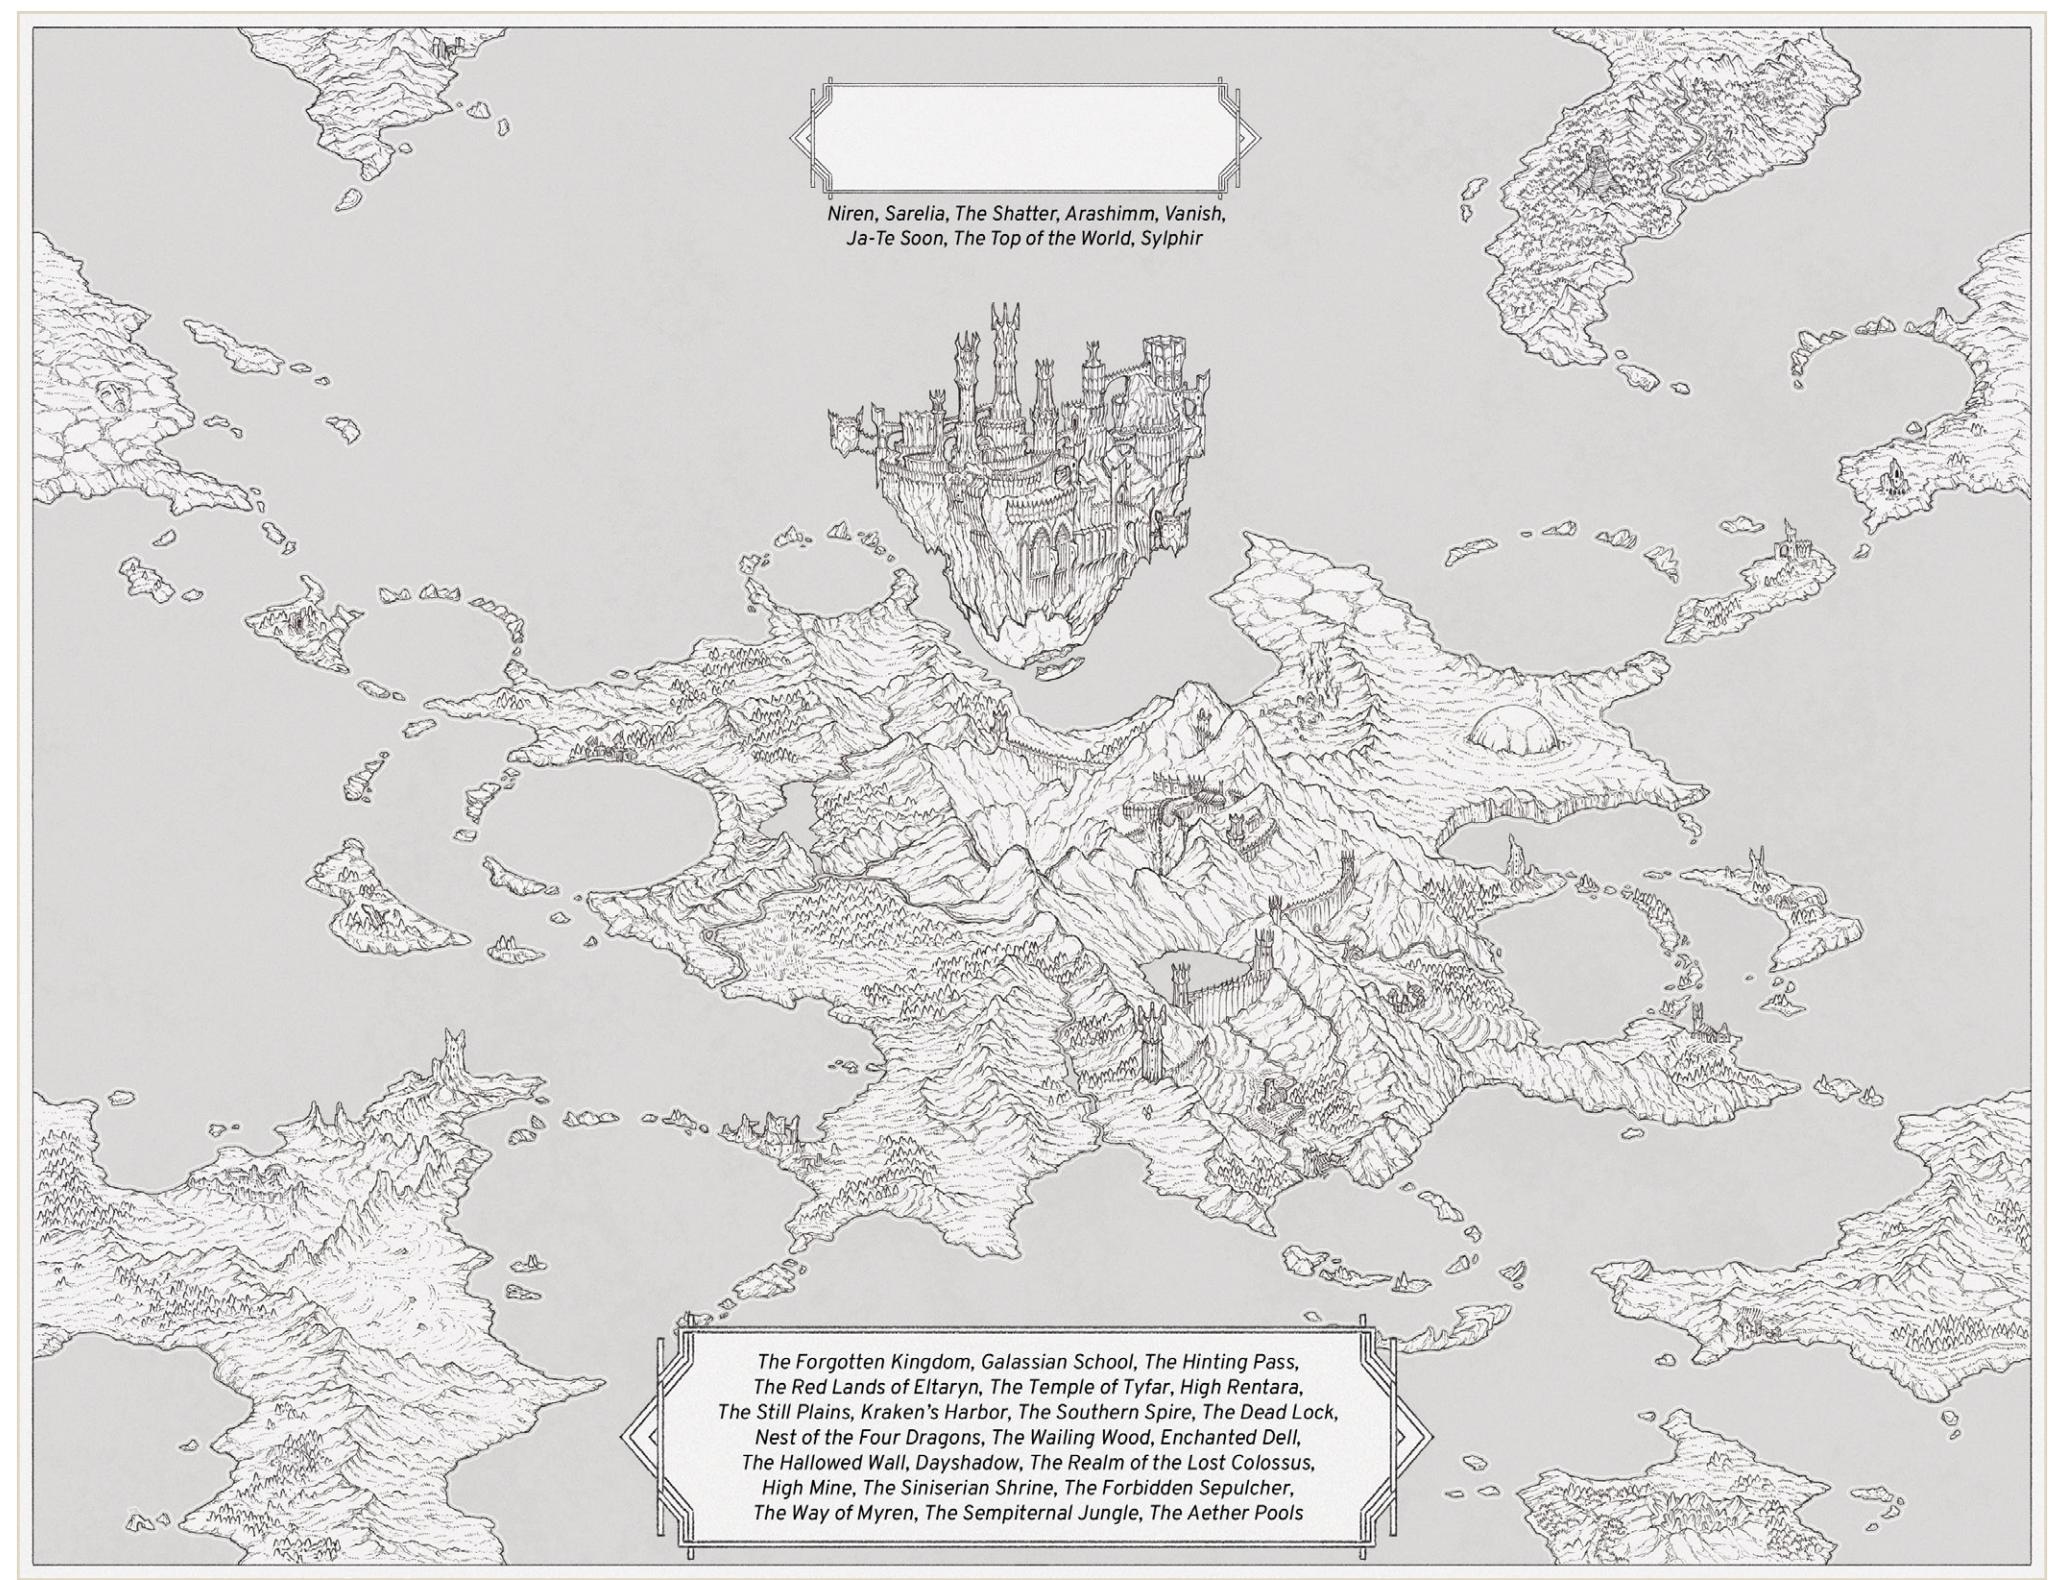 Niren, Sarelia, The Shatter, Arashimm, Vanish,
Ja-Te Soon, The Top of the World, Sylphir
The Forgotten Kingdom, Galassian School, The Hinting Pass,
The Red Lands of Eltaryn, The Temple of Tyfar, High Rentara,
The Still Plains, Kraken's Harbor, The Southern Spire, The Dead Lock,
Nest of the Four Dragons, The Wailing Wood, Enchanted Dell,
The Hallowed Wall, Dayshadow, The Realm of the Lost Colossus,
High Mine, The Siniserian Shrine, The Forbidden Sepulcher,
The Way of Myren, The Sempiternal Jungle, The Aether Pools